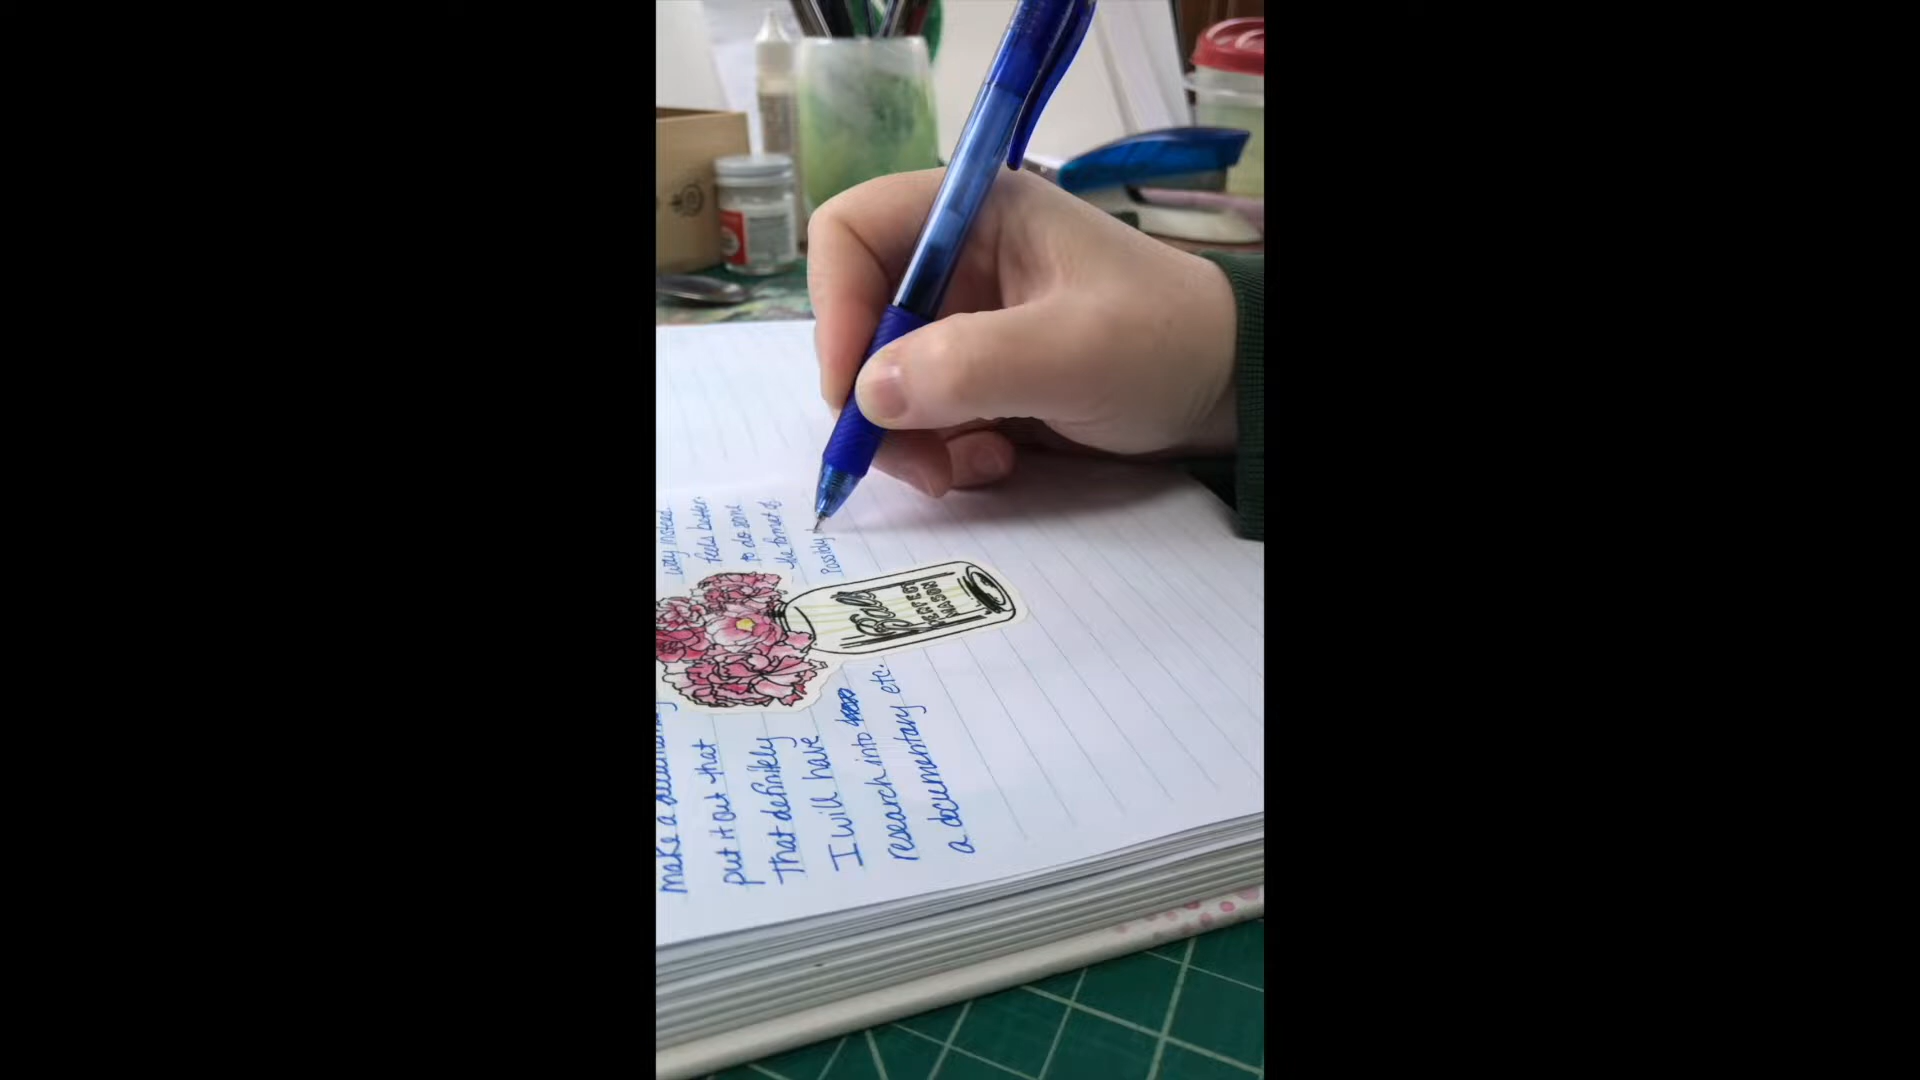 make a
put it out that way instead.
That definitely feels better.
I will have to do some
research into the format of
a documentary etc. Possibly
Ball
PERFECT
MASON